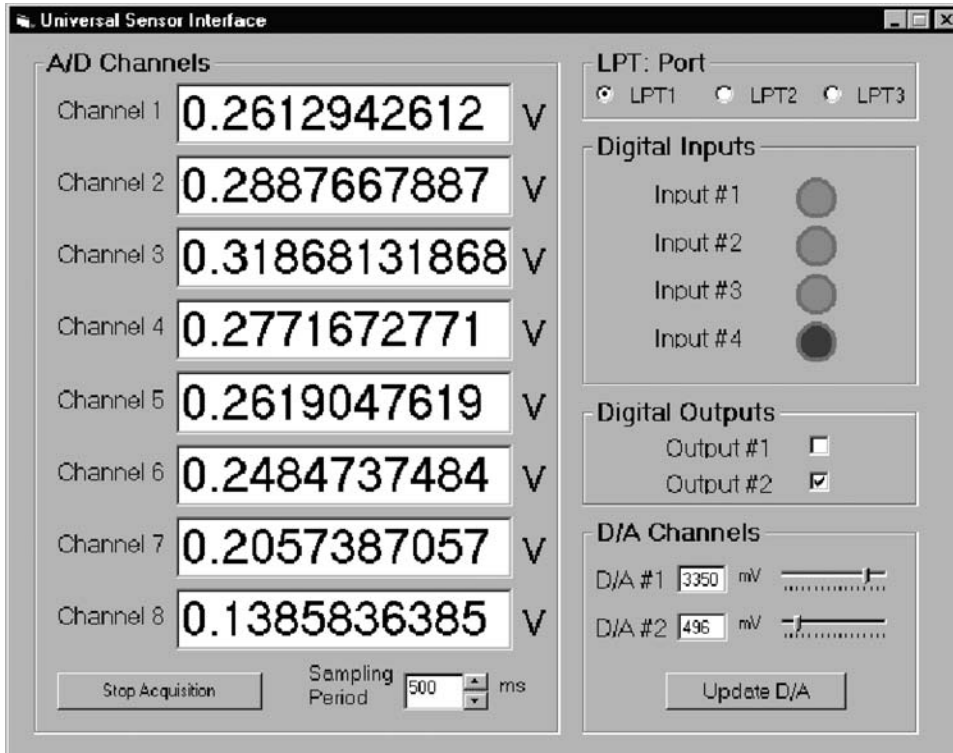 Universal Sensor Interface
A/D Channels
Channel 1 0.2612942612 V
Channel 2 0.2887667887 V
Channel 3 0.31868131868 V
Channel 4 0.2771672771 V
Channel 5 0.2619047619 V
Channel 6 0.2484737484 V
Channel 7 0.2057387057 V
Channel 8 0.1385836385 V
Stop Acquisition
Sampling
Period 500 ms
LPT: Port
LPT1 LPT2 LPT3
Digital Inputs
Input #1
Input #2
Input #3
Input #4
Digital Outputs
Output #1
Output #2
D/A Channels
D/A #1 3350 mV
D/A #2 496 mV
Update D/A